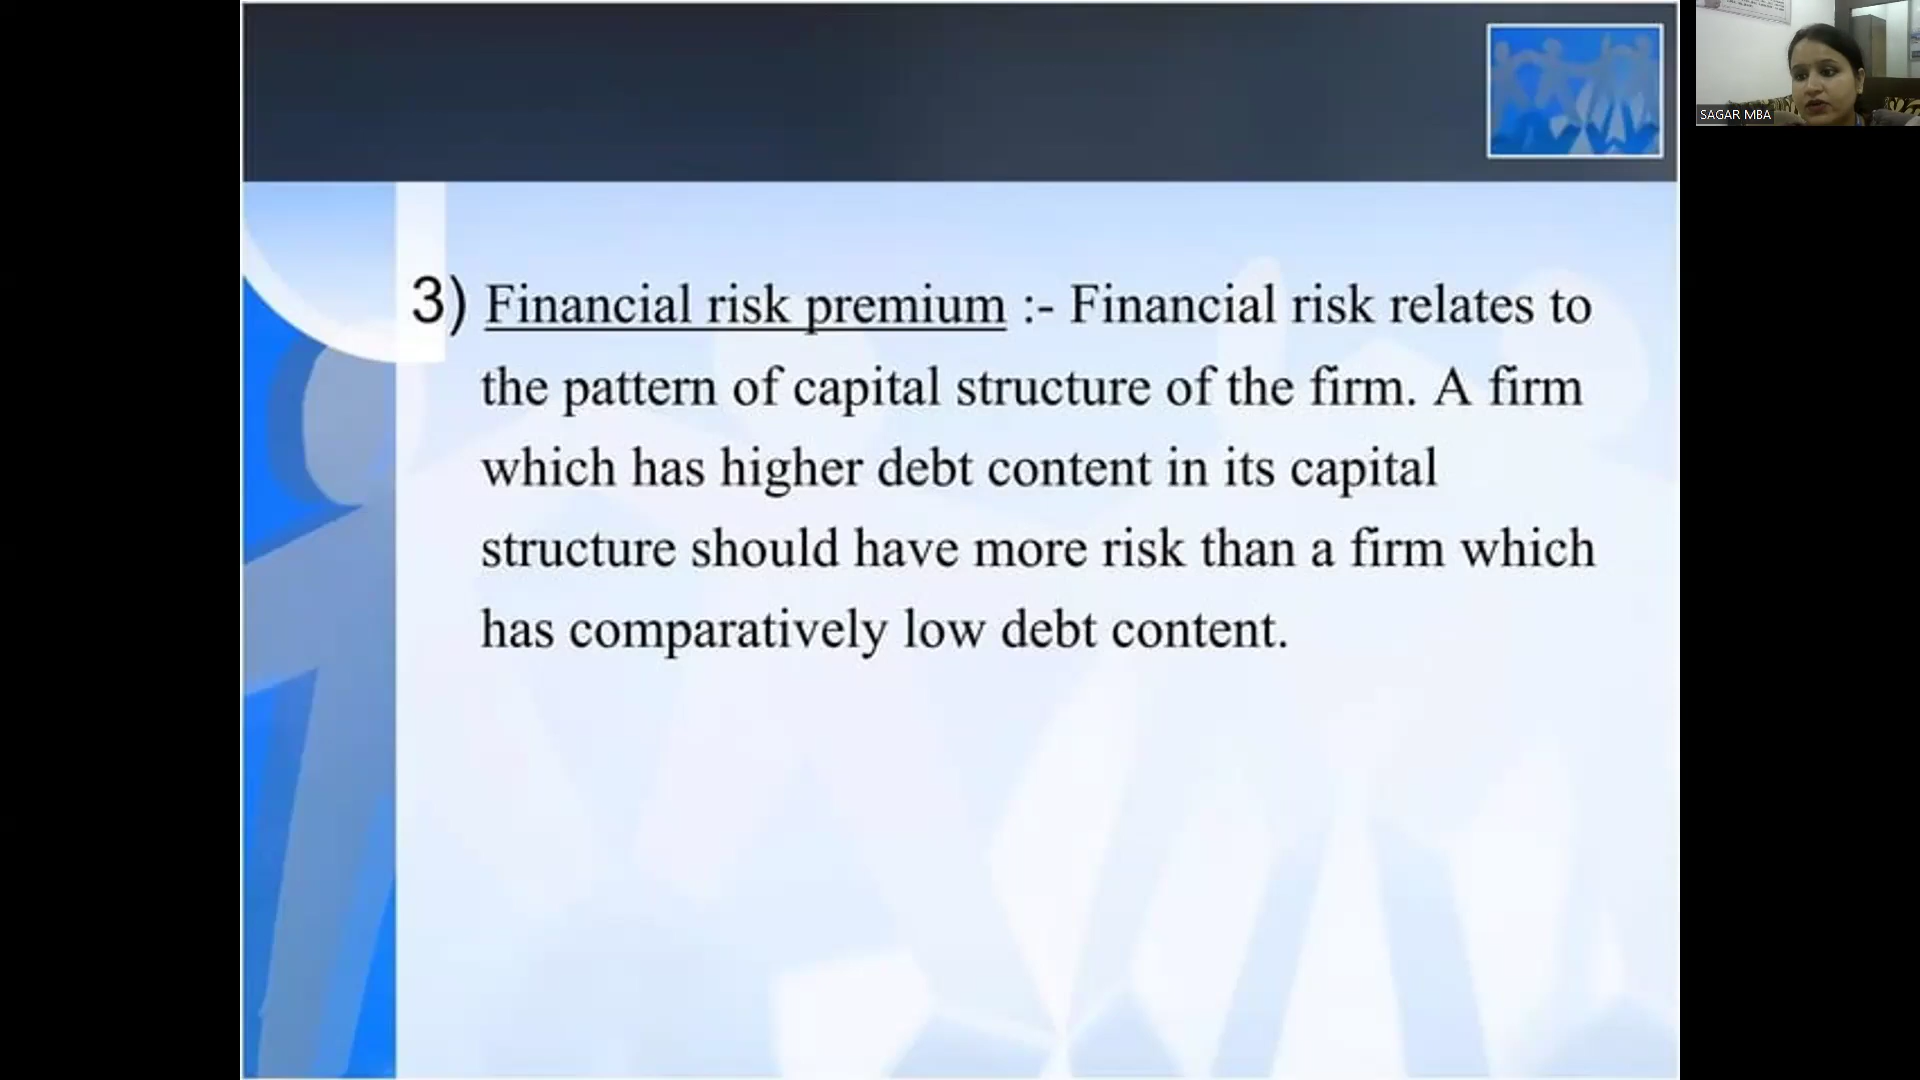 3) Financial risk premium :- Financial risk relates to
the pattern of capital structure of the firm. A firm
which has higher debt content in its capital
structure should have more risk than a firm which
has comparatively low debt content.
SAGAR MBA